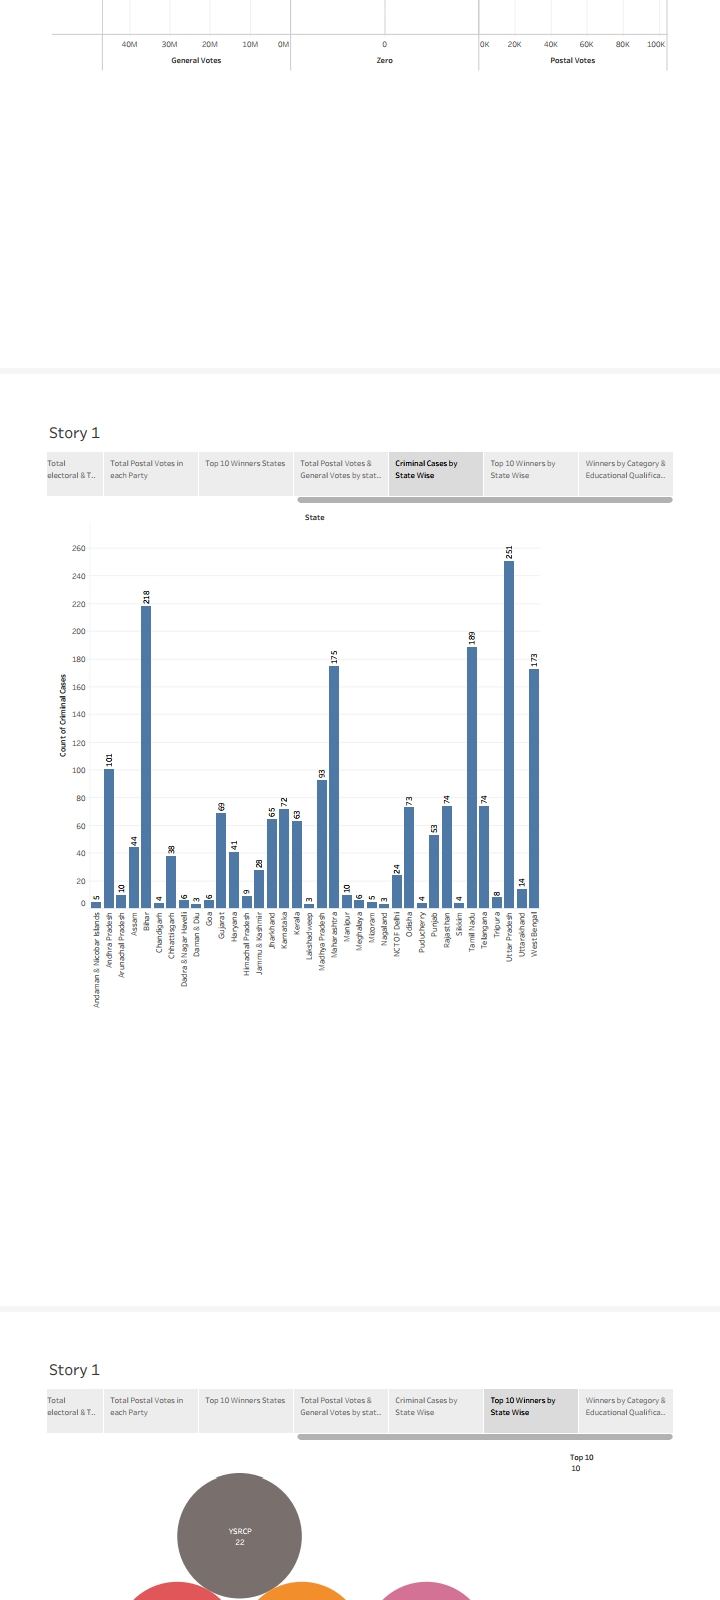 40M 30M 20M 10M 0M 0 0K 20K 40K 60K 80K 100K
General Votes Zero Postal Votes
Story 1
Total electoral & T..
Total Postal Votes in each Party
Top 10 Winners States
Total Postal Votes & General Votes by stat..
Criminal Cases by State Wise
Top 10 Winners by State Wise
Winners by Category & Educational Qualifica..
State
Count of Criminal Cases
260
240
220
200
180
160
140
120
100
80
60
40
20
0
5 101 10 44 218 4 38 6 3 6 69 41 9 28 65 72 63 3 93 175 10 6 5 3 24 73 4 53 74 4 189 74 8 251 14 173
Andaman & Nicobar Islands
Andhra Pradesh
Arunachal Pradesh
Assam
Bihar
Chandigarh
Chhattisgarh
Dadra & Nagar Haveli
Daman & Diu
Goa
Gujarat
Haryana
Himachal Pradesh
Jammu & Kashmir
Jharkhand
Karnataka
Kerala
Lakshadweep
Madhya Pradesh
Maharashtra
Manipur
Meghalaya
Mizoram
Nagaland
NCT OF Delhi
Odisha
Puducherry
Punjab
Rajasthan
Sikkim
Tamil Nadu
Telangana
Tripura
Uttar Pradesh
Uttarakhand
West Bengal
Story 1
Total electoral & T..
Total Postal Votes in each Party
Top 10 Winners States
Total Postal Votes & General Votes by stat..
Criminal Cases by State Wise
Top 10 Winners by State Wise
Winners by Category & Educational Qualifica..
Top 10
10
YSRCP
22